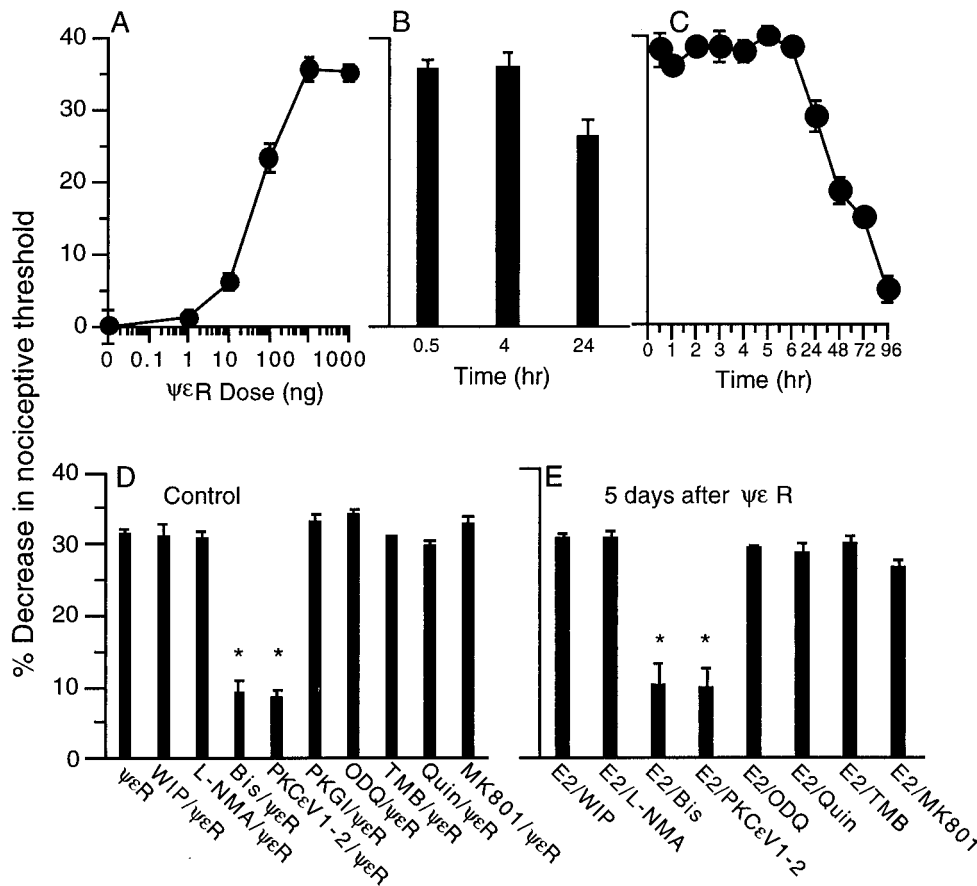 % Decrease in nociceptive threshold
A
40
30
20
10
0
0 0.1 1 10 100 1000
ψεR Dose (ng)
B
0.5 4 24
Time (hr)
C
0 1 2 3 4 5 6 24 48 72 96
Time (hr)
D
Control
40
30
20
10
0
* *
ψεR
WIP/ψεR
L-NMA/ψεR
Bis/ψεR
PKCεV1-2/ψεR
PKGI/ψεR
ODQ/ψεR
TMB/ψεR
Quin/ψεR
MK801/ψεR
E
5 days after ψε R
* *
E2/WIP
E2/L-NMA
E2/Bis
E2/PKCεV1-2
E2/ODQ
E2/Quin
E2/TMB
E2/MK801